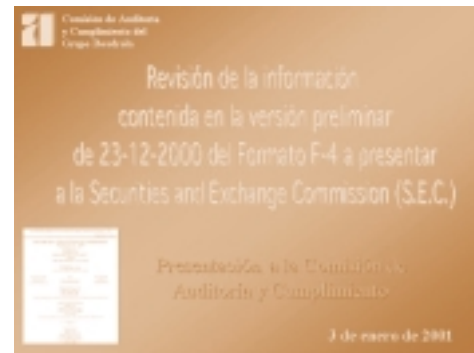 Comisión de Auditoría
y Cumplimiento del
Grupo Iberdrola
Revisión de la información
contenida en la versión preliminar
de 23-12-2000 del Formato F-4 a presentar
a la Securities and Exchange Commission (S.E.C.)
Presentación a la Comisión de
Auditoría y Cumplimiento
3 de enero de 2001